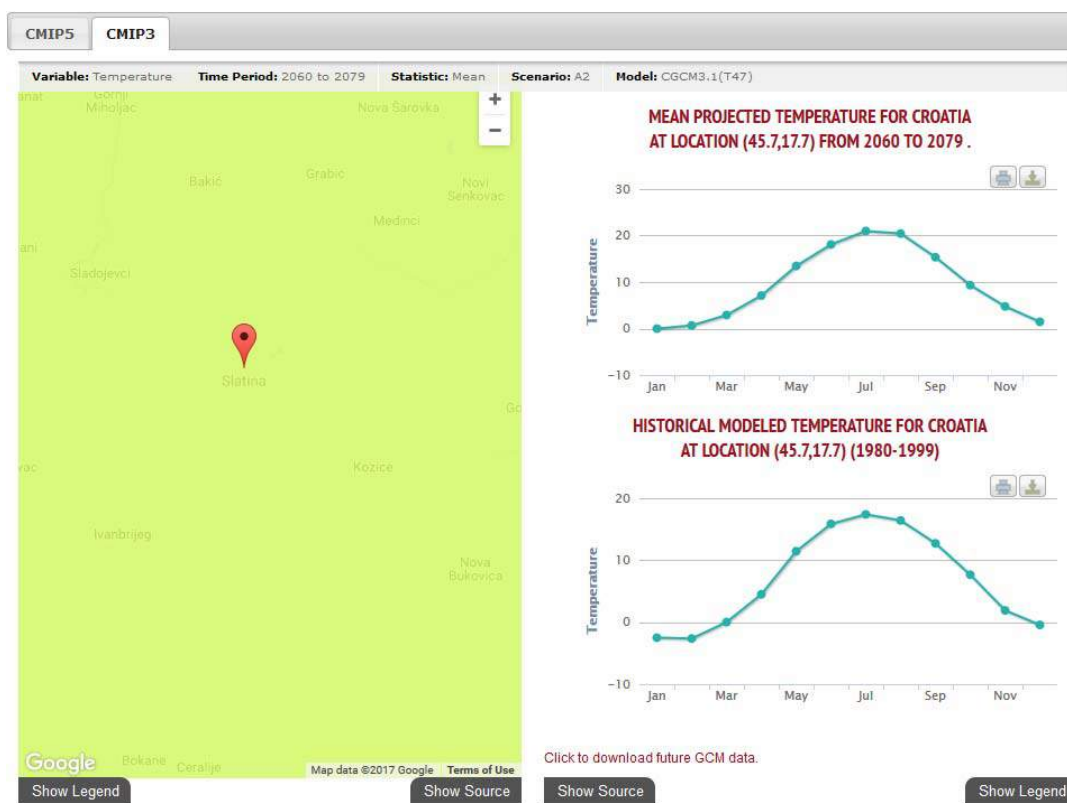 CMIP5 CMIP3
Variable: Temperature Time Period: 2060 to 2079 Statistic: Mean Scenario: A2 Model: CGCM3.1(T47)
Gornji
Miholjac
Nova Šarovka
+
−
Bakić
Grabić
Novi
Senkovac
Medinci
Sladojevci
Slatina
Kozice
Ivanbrijeg
Nova
Bukovica
Bokane
Ceralije
Google
Map data ©2017 Google Terms of Use
Show Legend
Show Source
MEAN PROJECTED TEMPERATURE FOR CROATIA
AT LOCATION (45.7,17.7) FROM 2060 TO 2079 .
Temperature
30
20
10
0
−10
Jan Mar May Jul Sep Nov
HISTORICAL MODELED TEMPERATURE FOR CROATIA
AT LOCATION (45.7,17.7) (1980-1999)
Temperature
20
10
0
−10
Jan Mar May Jul Sep Nov
Click to download future GCM data.
Show Source
Show Legend